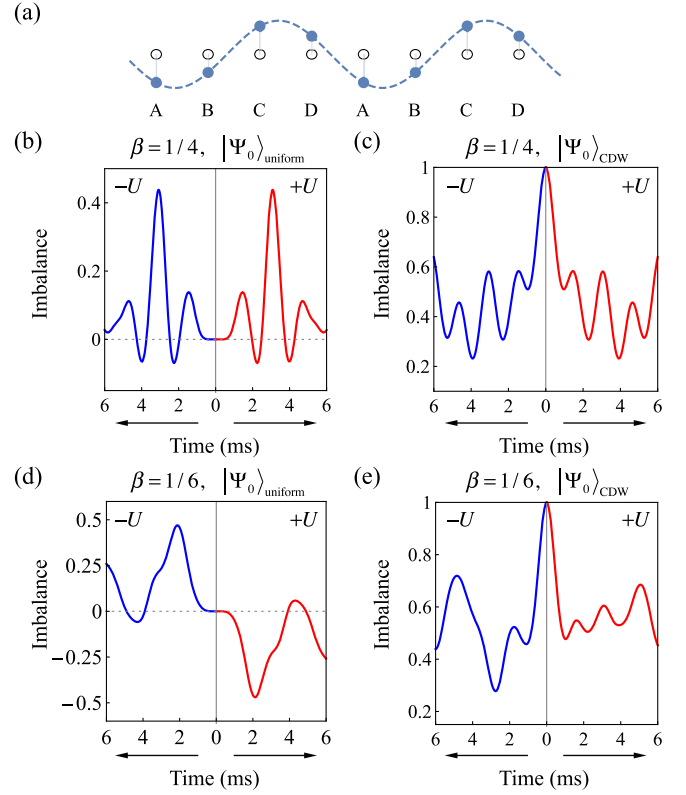 (a)
A B C D A B C D
(b) β = 1 / 4, |Ψ₀⟩uniform
−U +U
Imbalance
0.4
0.2
0
6 4 2 0 2 4 6
Time (ms)
(c) β = 1 / 4, |Ψ₀⟩CDW
−U +U
Imbalance
1
0.8
0.6
0.4
0.2
6 4 2 0 2 4 6
Time (ms)
(d) β = 1 / 6, |Ψ₀⟩uniform
−U +U
Imbalance
0.5
0.25
0
−0.25
−0.5
6 4 2 0 2 4 6
Time (ms)
(e) β = 1 / 6, |Ψ₀⟩CDW
−U +U
Imbalance
1
0.8
0.6
0.4
0.2
6 4 2 0 2 4 6
Time (ms)